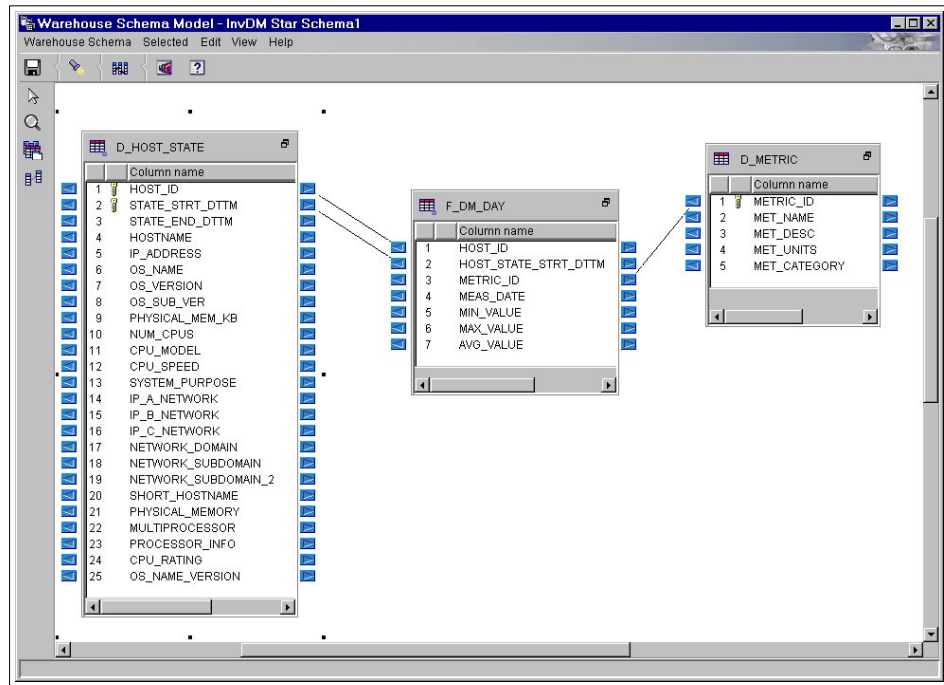 Warehouse Schema Model - InvDM Star Schema1
Warehouse Schema Selected Edit View Help
D_HOST_STATE
Column name
1 HOST_ID
2 STATE_STRT_DTTM
3 STATE_END_DTTM
4 HOSTNAME
5 IP_ADDRESS
6 OS_NAME
7 OS_VERSION
8 OS_SUB_VER
9 PHYSICAL_MEM_KB
10 NUM_CPUS
11 CPU_MODEL
12 CPU_SPEED
13 SYSTEM_PURPOSE
14 IP_A_NETWORK
15 IP_B_NETWORK
16 IP_C_NETWORK
17 NETWORK_DOMAIN
18 NETWORK_SUBDOMAIN
19 NETWORK_SUBDOMAIN_2
20 SHORT_HOSTNAME
21 PHYSICAL_MEMORY
22 MULTIPROCESSOR
23 PROCESSOR_INFO
24 CPU_RATING
25 OS_NAME_VERSION
F_DM_DAY
Column name
1 HOST_ID
2 HOST_STATE_STRT_DTTM
3 METRIC_ID
4 MEAS_DATE
5 MIN_VALUE
6 MAX_VALUE
7 AVG_VALUE
D_METRIC
Column name
1 METRIC_ID
2 MET_NAME
3 MET_DESC
4 MET_UNITS
5 MET_CATEGORY